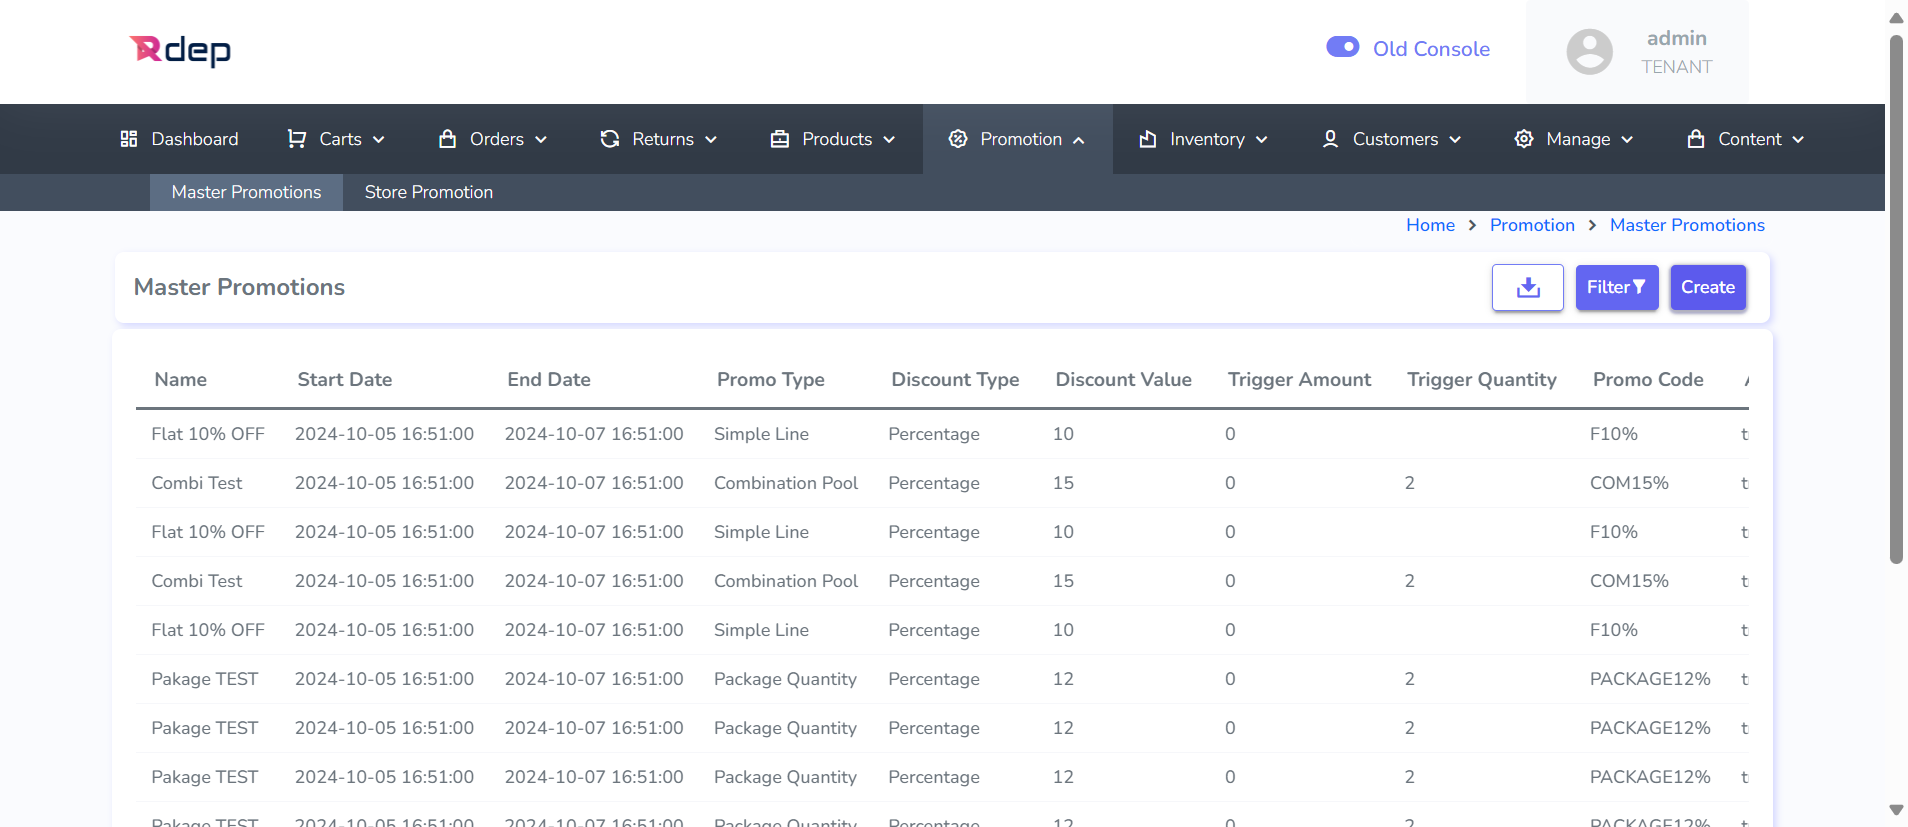 Rdep
Old Console
admin
TENANT
Dashboard Carts Orders Returns Products Promotion Inventory Customers Manage Content
Master Promotions Store Promotion
Home > Promotion > Master Promotions
Master Promotions Filter Create
Name Start Date End Date Promo Type Discount Type Discount Value Trigger Amount Trigger Quantity Promo Code
Flat 10% OFF 2024-10-05 16:51:00 2024-10-07 16:51:00 Simple Line Percentage 10 0 F10%
Combi Test 2024-10-05 16:51:00 2024-10-07 16:51:00 Combination Pool Percentage 15 0 2 COM15%
Flat 10% OFF 2024-10-05 16:51:00 2024-10-07 16:51:00 Simple Line Percentage 10 0 F10%
Combi Test 2024-10-05 16:51:00 2024-10-07 16:51:00 Combination Pool Percentage 15 0 2 COM15%
Flat 10% OFF 2024-10-05 16:51:00 2024-10-07 16:51:00 Simple Line Percentage 10 0 F10%
Pakage TEST 2024-10-05 16:51:00 2024-10-07 16:51:00 Package Quantity Percentage 12 0 2 PACKAGE12%
Pakage TEST 2024-10-05 16:51:00 2024-10-07 16:51:00 Package Quantity Percentage 12 0 2 PACKAGE12%
Pakage TEST 2024-10-05 16:51:00 2024-10-07 16:51:00 Package Quantity Percentage 12 0 2 PACKAGE12%
Pakage TEST 2024-10-05 16:51:00 2024-10-07 16:51:00 Package Quantity Percentage 12 0 2 PACKAGE12%